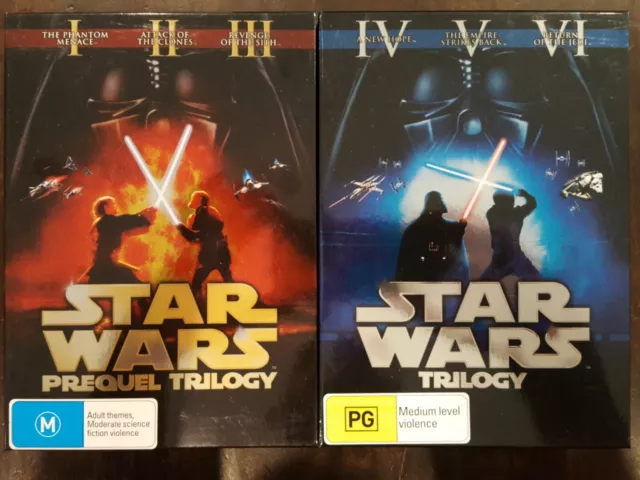 I II III
THE PHANTOM MENACE
ATTACK OF THE CLONES
REVENGE OF THE SITH
STAR
WARS
PREQUEL TRILOGY
M
Adult themes,
Moderate science
fiction violence
IV V VI
A NEW HOPE
THE EMPIRE
STRIKES BACK
RETURN
OF THE JEDI
STAR
WARS
TRILOGY
PG
Medium level
violence